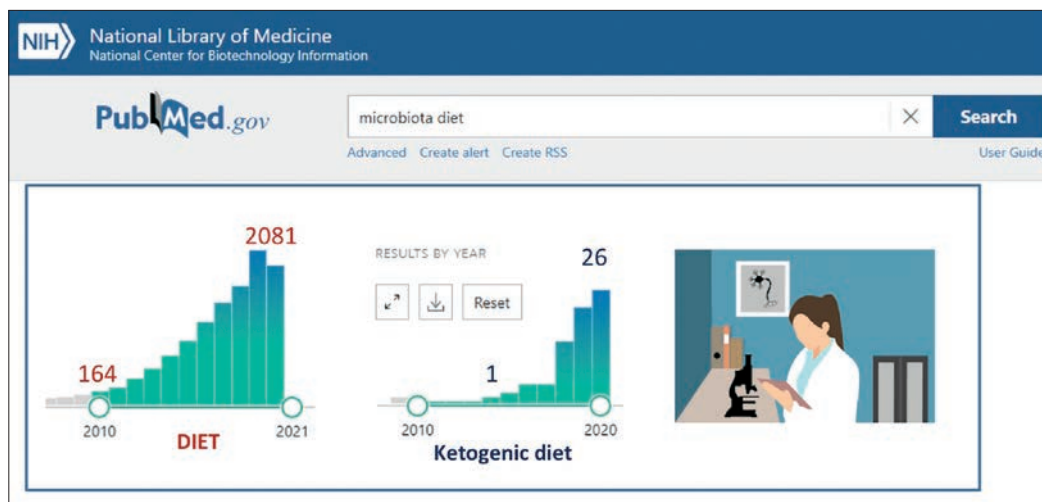 NIH
National Library of Medicine
National Center for Biotechnology Information
PubMed.gov
microbiota diet
Search
Advanced Create alert Create RSS
User Guide
2081
164
2010
2021
DIET
RESULTS BY YEAR
Reset
26
1
2010
2020
Ketogenic diet